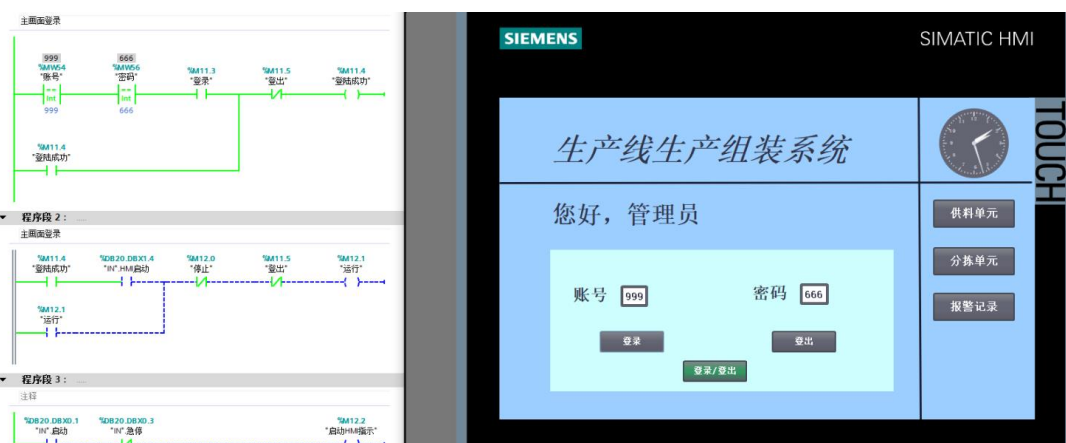 主画面登录
999
%MW54
"账号"
==
Int
999
666
%MW56
"密码"
==
Int
666
%M11.3
"登录"
%M11.5
"登出"
%M11.4
"登陆成功"
%M11.4
"登陆成功"
程序段 2：
主画面登录
%M11.4
"登陆成功"
%DB20.DBX1.4
"IN".HMI启动
%M12.0
"停止"
%M11.5
"登出"
%M12.1
"运行"
%M12.1
"运行"
程序段 3：
注释
%DB20.DBX0.1
"IN".启动
%DB20.DBX0.3
"IN".急停
%M12.2
"启动HMI指示"
SIEMENS
SIMATIC HMI
TOUCH
生产线生产组装系统
您好，管理员
账号 999
密码 666
登录
登出
登录/登出
供料单元
分拣单元
报警记录